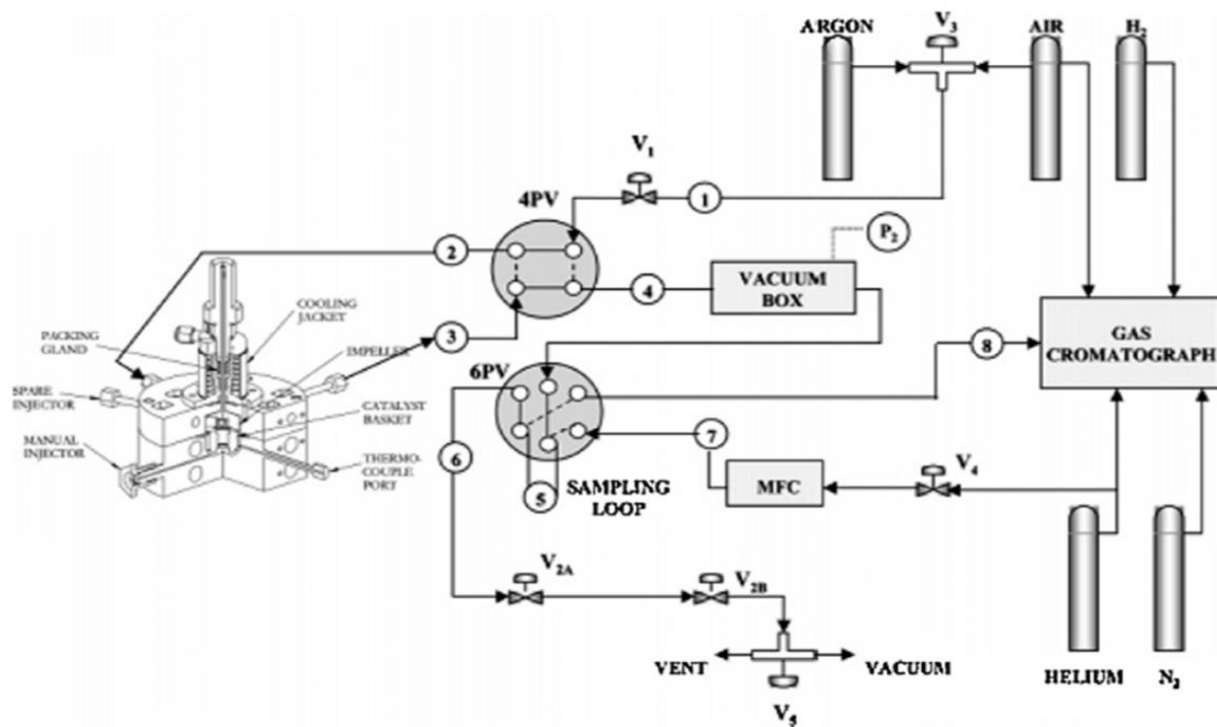 ARGON
V3
AIR
H2
V1
4PV
1
2
P2
COOLING
JACKET
4
VACUUM
BOX
PACKING
GLAND
3
IMPELLER
8
GAS
CROMATOGRAPH
SPARE
INJECTOR
6PV
CATALYST
BASKET
7
MANUAL
INJECTOR
THERMO-
COUPLE
PORT
6
5
SAMPLING
LOOP
MFC
V4
V2A
V2B
VENT
VACUUM
V5
HELIUM
N2